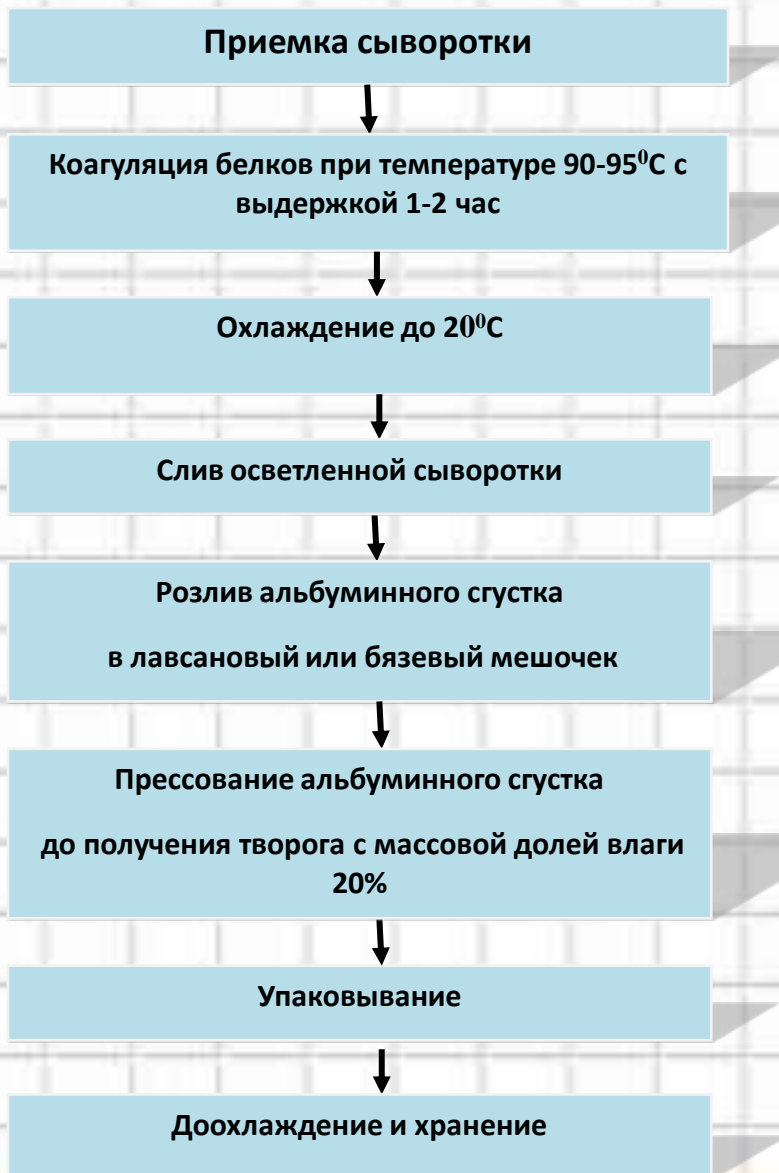 Приемка сыворотки
Коагуляция белков при температуре 90-95⁰С с
выдержкой 1-2 час
Охлаждение до 20⁰С
Слив осветленной сыворотки
Розлив альбуминного сгустка
в лавсановый или бязевый мешочек
Прессование альбуминного сгустка
до получения творога с массовой долей влаги
20%
Упаковывание
Доохлаждение и хранение